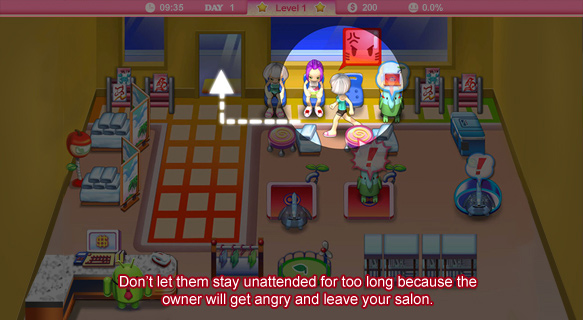 09:35 DAY 1 Level 1 200 0.0%
Don't let them stay unattended for too long because the
owner will get angry and leave your salon.